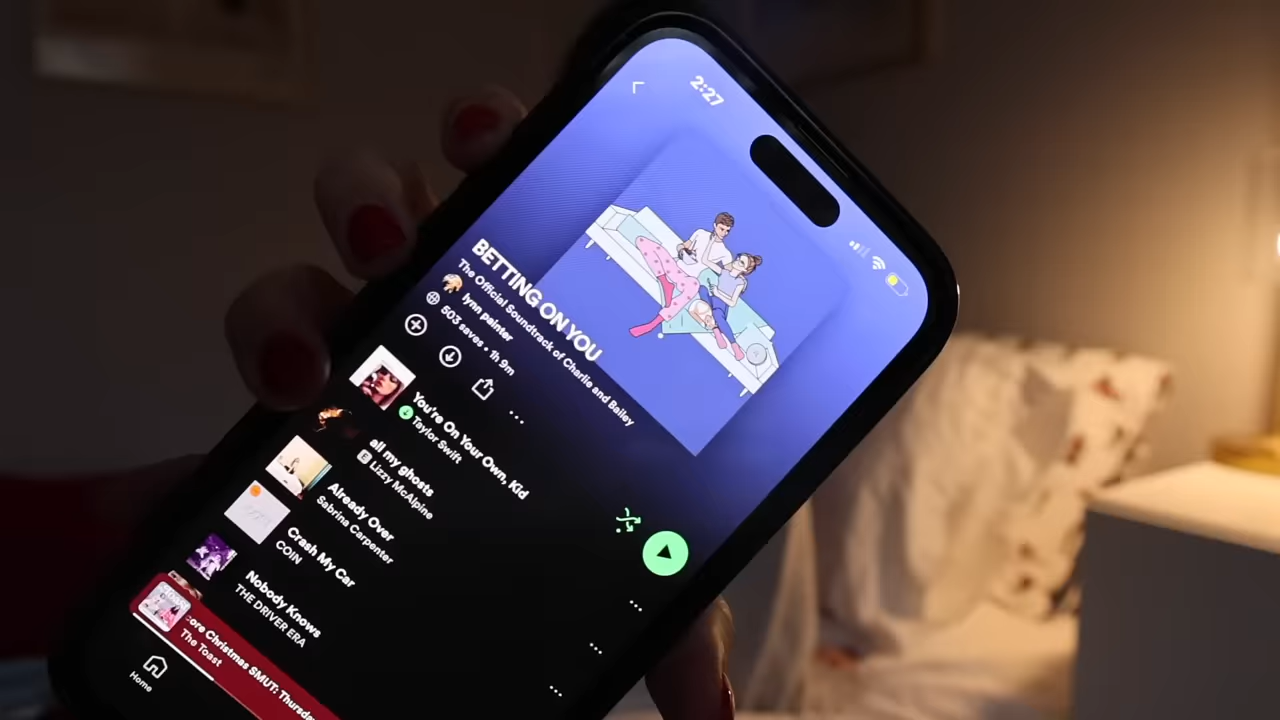 2:27
BETTING ON YOU
The Official Soundtrack of Charlie and Bailey
lynn painter
503 saves • 1h 9m
You're On Your Own, Kid
Taylor Swift
all my ghosts
E Lizzy McAlpine
Already Over
Sabrina Carpenter
Crash My Car
COIN
Nobody Knows
THE DRIVER ERA
ore Christmas SMUT: Thursda
The Toast
Home